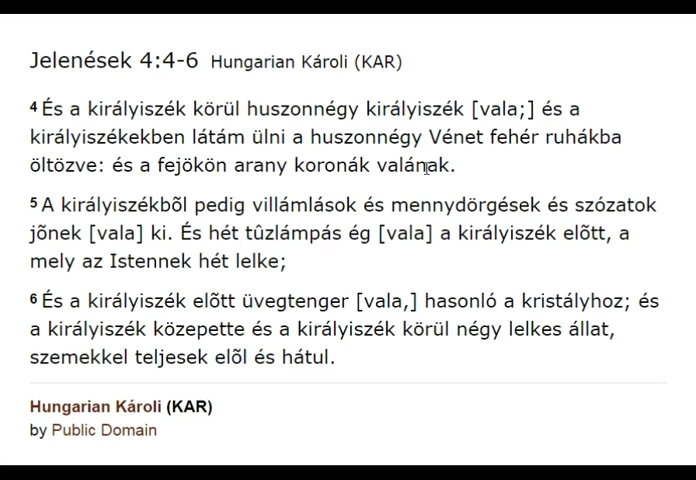 Jelenések 4:4-6 Hungarian Károli (KAR)
4 És a királyiszék körül huszonnégy királyiszék [vala;] és a
királyiszékekben látám ülni a huszonnégy Vénet fehér ruhákba
öltözve: és a fejökön arany koronák valának.
5 A királyiszékbõl pedig villámlások és mennydörgések és szózatok
jõnek [vala] ki. És hét tûzlámpás ég [vala] a királyiszék elõtt, a
mely az Istennek hét lelke;
6 És a királyiszék elõtt üvegtenger [vala,] hasonló a kristályhoz; és
a királyiszék közepette és a királyiszék körül négy lelkes állat,
szemekkel teljesek elõl és hátul.
Hungarian Károli (KAR)
by Public Domain